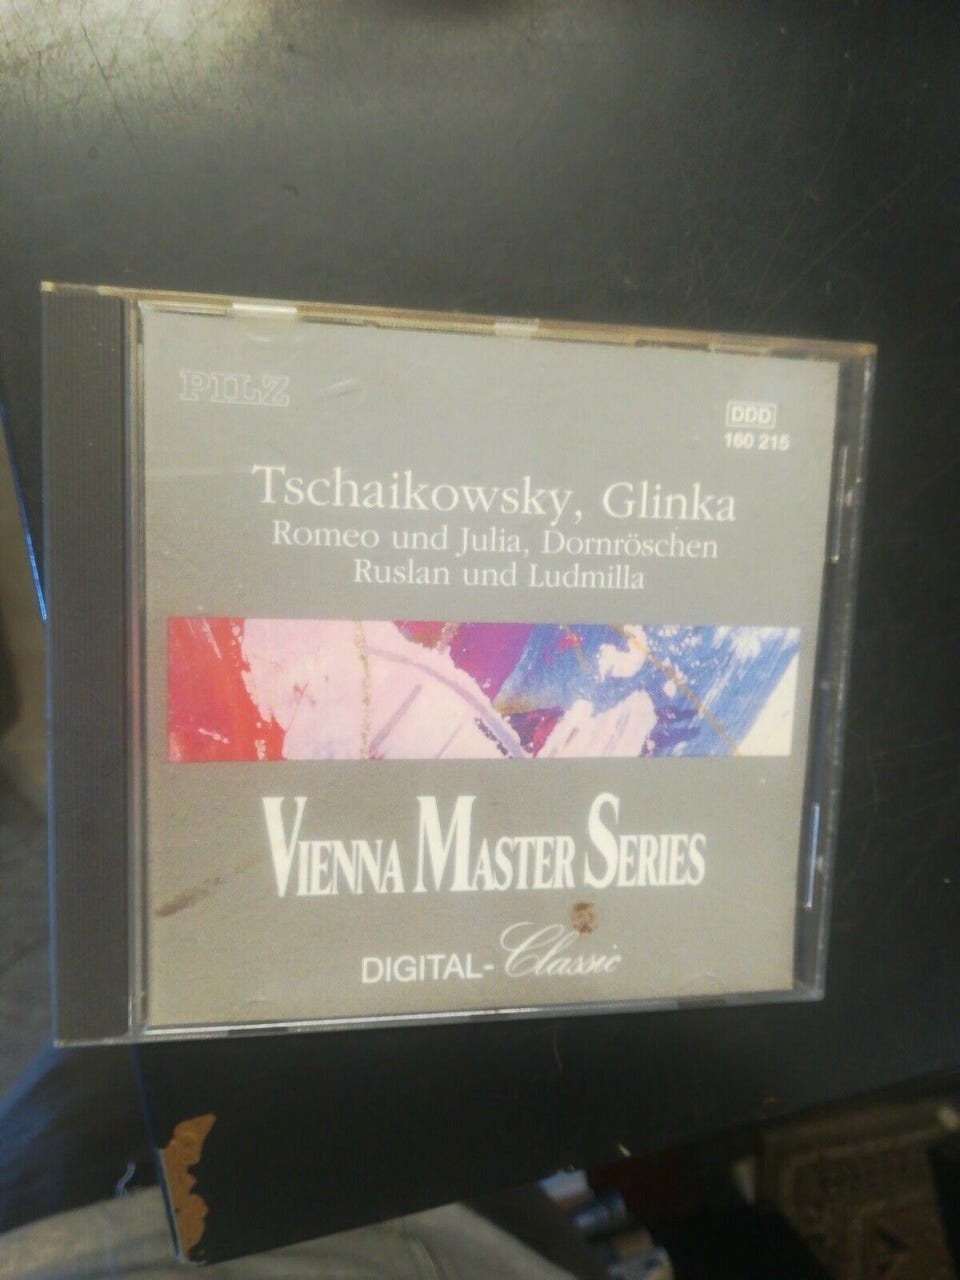 PILZ
DDD
160 215
Tschaikowsky, Glinka
Romeo und Julia, Dornröschen
Ruslan und Ludmilla
VIENNA MASTER SERIES
DIGITAL-Classic